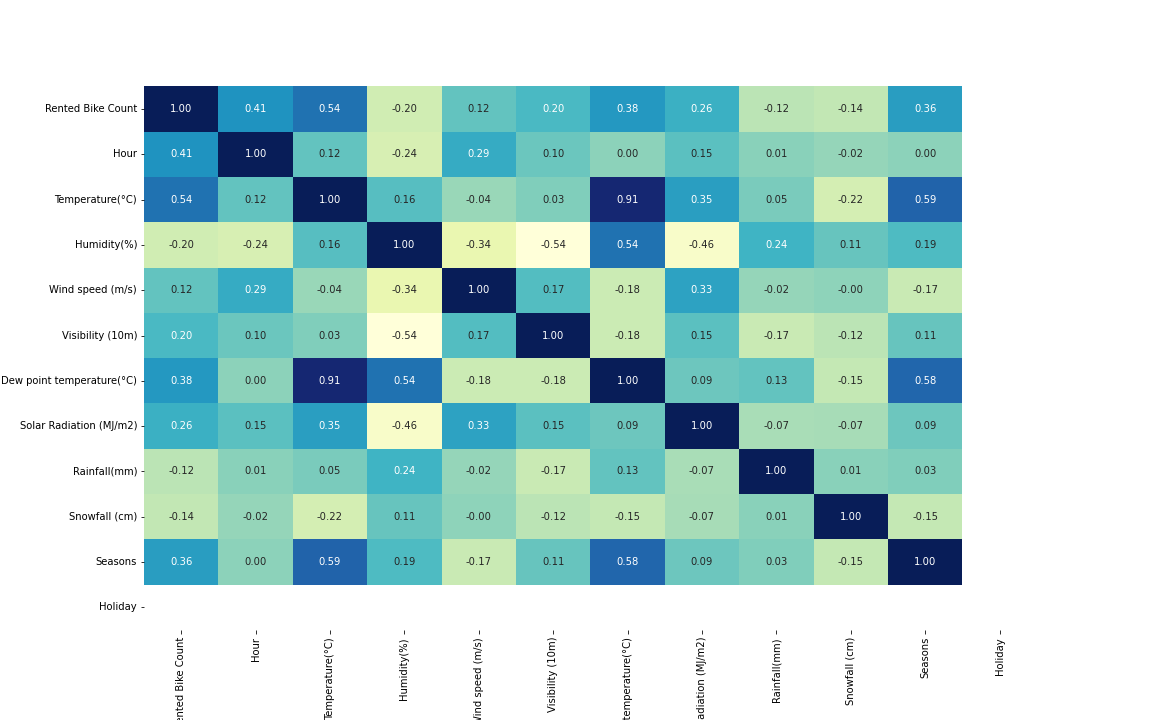 Rented Bike Count 1.00 0.41 0.54 -0.20 0.12 0.20 0.38 0.26 -0.12 -0.14 0.36
Hour 0.41 1.00 0.12 -0.24 0.29 0.10 0.00 0.15 0.01 -0.02 0.00
Temperature(°C) 0.54 0.12 1.00 0.16 -0.04 0.03 0.91 0.35 0.05 -0.22 0.59
Humidity(%) -0.20 -0.24 0.16 1.00 -0.34 -0.54 0.54 -0.46 0.24 0.11 0.19
Wind speed (m/s) 0.12 0.29 -0.04 -0.34 1.00 0.17 -0.18 0.33 -0.02 -0.00 -0.17
Visibility (10m) 0.20 0.10 0.03 -0.54 0.17 1.00 -0.18 0.15 -0.17 -0.12 0.11
Dew point temperature(°C) 0.38 0.00 0.91 0.54 -0.18 -0.18 1.00 0.09 0.13 -0.15 0.58
Solar Radiation (MJ/m2) 0.26 0.15 0.35 -0.46 0.33 0.15 0.09 1.00 -0.07 -0.07 0.09
Rainfall(mm) -0.12 0.01 0.05 0.24 -0.02 -0.17 0.13 -0.07 1.00 0.01 0.03
Snowfall (cm) -0.14 -0.02 -0.22 0.11 -0.00 -0.12 -0.15 -0.07 0.01 1.00 -0.15
Seasons 0.36 0.00 0.59 0.19 -0.17 0.11 0.58 0.09 0.03 -0.15 1.00
Holiday
ented Bike Count
Hour
Temperature(°C)
Humidity(%)
Wind speed (m/s)
Visibility (10m)
temperature(°C)
adiation (MJ/m2)
Rainfall(mm)
Snowfall (cm)
Seasons
Holiday